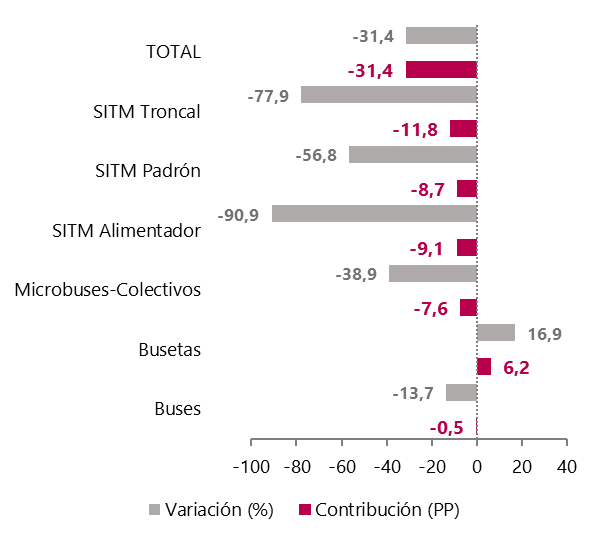 TOTAL
-31,4
-31,4
SITM Troncal
-77,9
-11,8
SITM Padrón
-56,8
-8,7
SITM Alimentador
-90,9
-9,1
Microbuses-Colectivos
-38,9
-7,6
Busetas
16,9
6,2
Buses
-13,7
-0,5
-100 -80 -60 -40 -20 0 20 40
Variación (%) Contribución (PP)